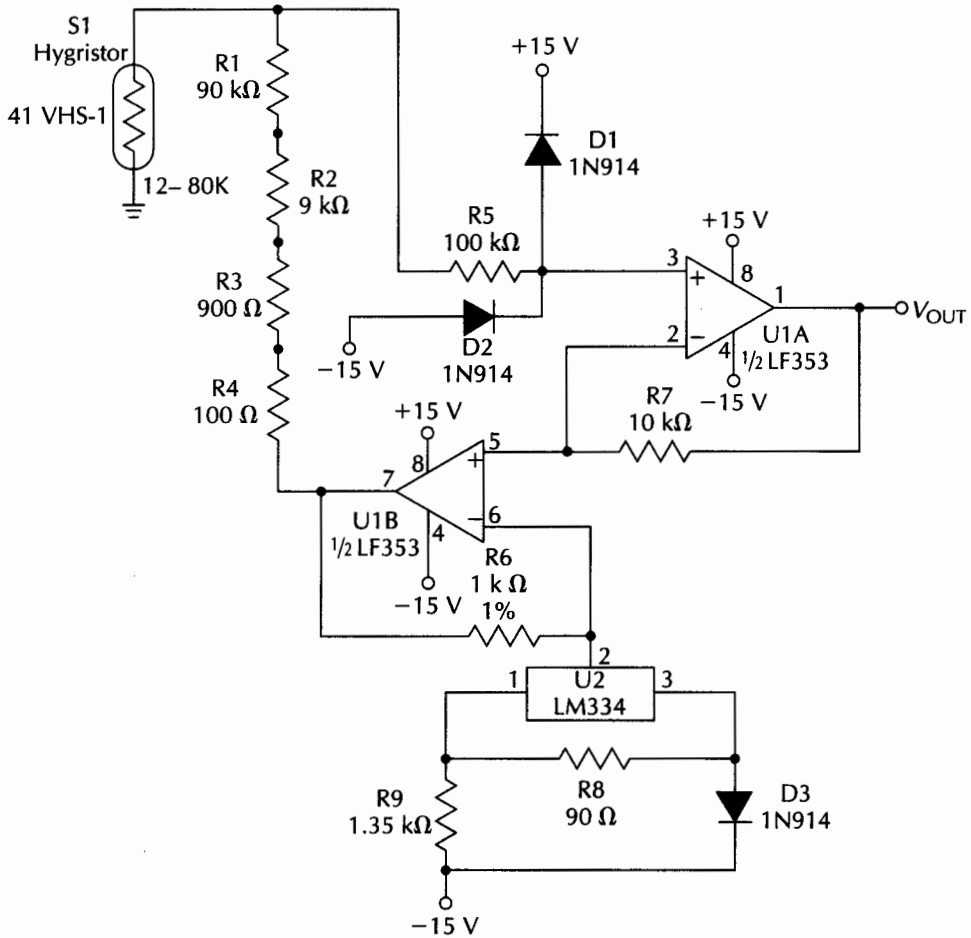 S1
Hygristor
41 VHS-1
12– 80K
R1
90 kΩ
R2
9 kΩ
R3
900 Ω
R4
100 Ω
+15 V
D1
1N914
R5
100 kΩ
−15 V
D2
1N914
+15 V
8
3
+
2
−
1
4
U1A
½ LF353
−15 V
VOUT
R7
10 kΩ
+15 V
8
5
+
6
−
7
4
U1B
½ LF353
−15 V
R6
1 kΩ
1%
2
1
U2
3
LM334
R8
90 Ω
R9
1.35 kΩ
D3
1N914
−15 V